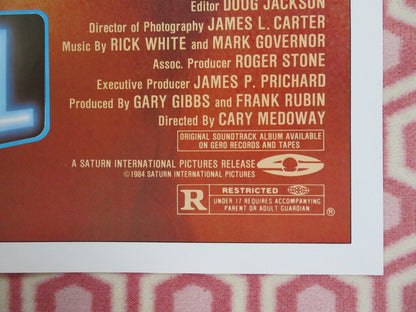 Editor DOUG JACKSON
Director of Photography JAMES L. CARTER
Music By RICK WHITE and MARK GOVERNOR
Assoc. Producer ROGER STONE
Executive Producer JAMES P. PRICHARD
Produced By GARY GIBBS and FRANK RUBIN
Directed By CARY MEDOWAY
ORIGINAL SOUNDTRACK ALBUM AVAILABLE
ON GERO RECORDS AND TAPES
A SATURN INTERNATIONAL PICTURES RELEASE
©1984 SATURN INTERNATIONAL PICTURES
R RESTRICTED
UNDER 17 REQUIRES ACCOMPANYING
PARENT OR ADULT GUARDIAN ®